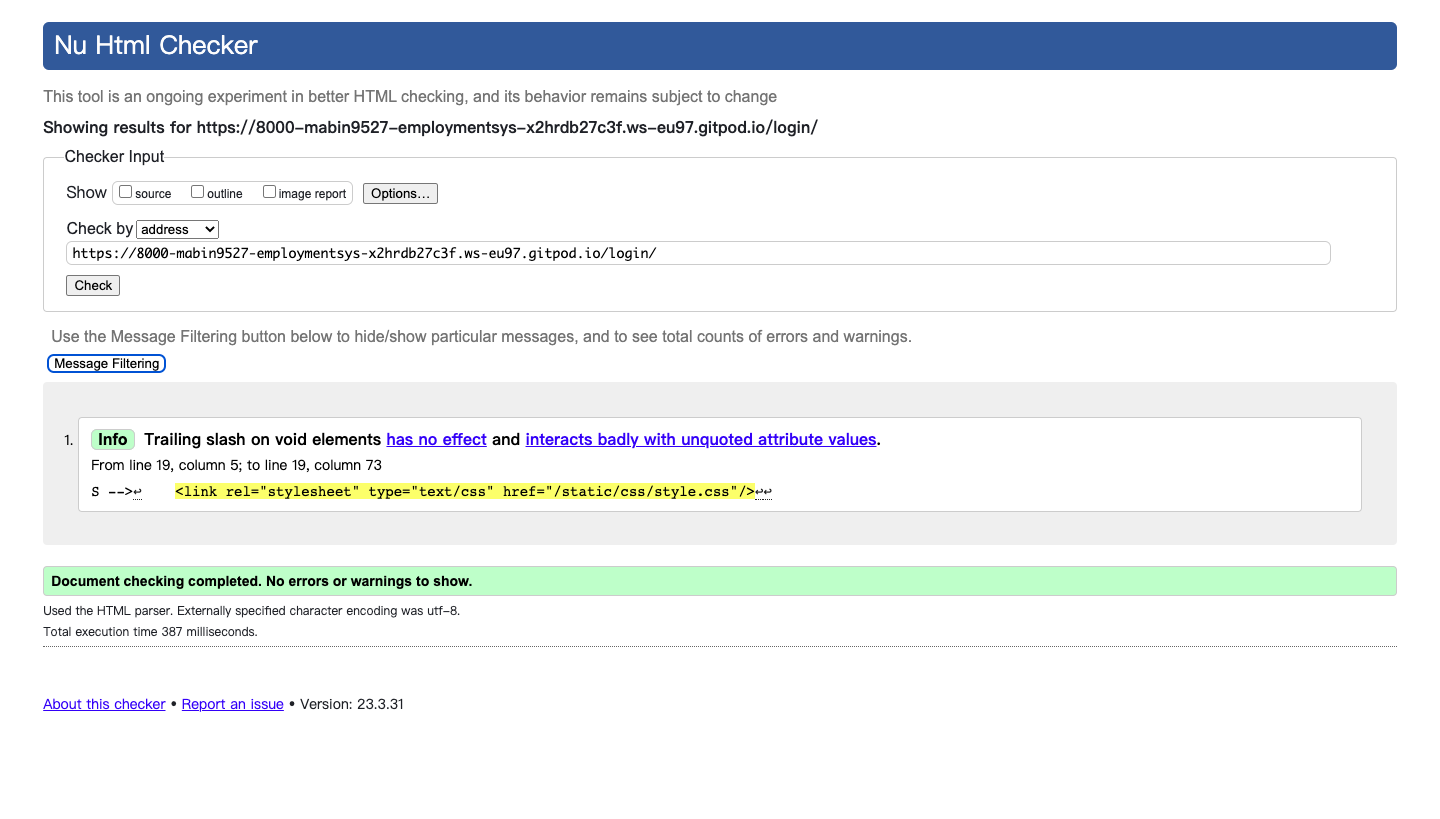 Nu Html Checker
This tool is an ongoing experiment in better HTML checking, and its behavior remains subject to change
Showing results for https://8000-mabin9527-employmentsys-x2hrdb27c3f.ws-eu97.gitpod.io/login/
Checker Input
Show source outline image report Options...
Check by address
https://8000-mabin9527-employmentsys-x2hrdb27c3f.ws-eu97.gitpod.io/login/
Check
Use the Message Filtering button below to hide/show particular messages, and to see total counts of errors and warnings.
Message Filtering
1. Info Trailing slash on void elements has no effect and interacts badly with unquoted attribute values.
From line 19, column 5; to line 19, column 73
S -->↩ <link rel="stylesheet" type="text/css" href="/static/css/style.css"/>↩↩
Document checking completed. No errors or warnings to show.
Used the HTML parser. Externally specified character encoding was utf-8.
Total execution time 387 milliseconds.
About this checker • Report an issue • Version: 23.3.31